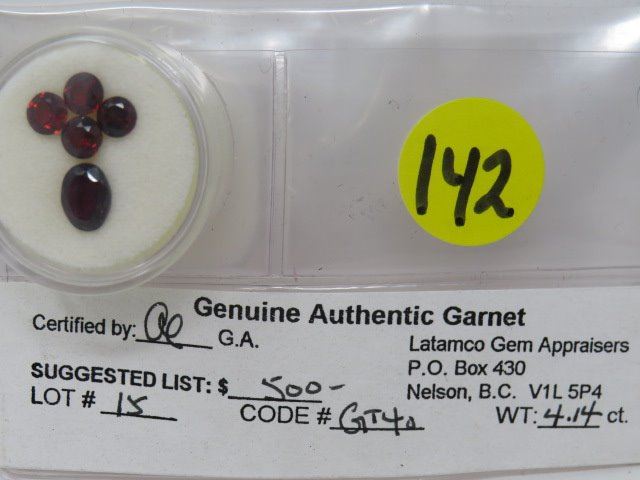 142
Genuine Authentic Garnet
Certified by: G.A.
Latamco Gem Appraisers
P.O. Box 430
Nelson, B.C. V1L 5P4
SUGGESTED LIST: $ 500-
LOT # 15
CODE # GT40
WT: 4.14 ct.